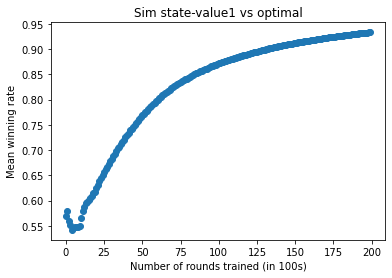 Sim state-value1 vs optimal
Mean winning rate
0.95
0.90
0.85
0.80
0.75
0.70
0.65
0.60
0.55
0 25 50 75 100 125 150 175 200
Number of rounds trained (in 100s)